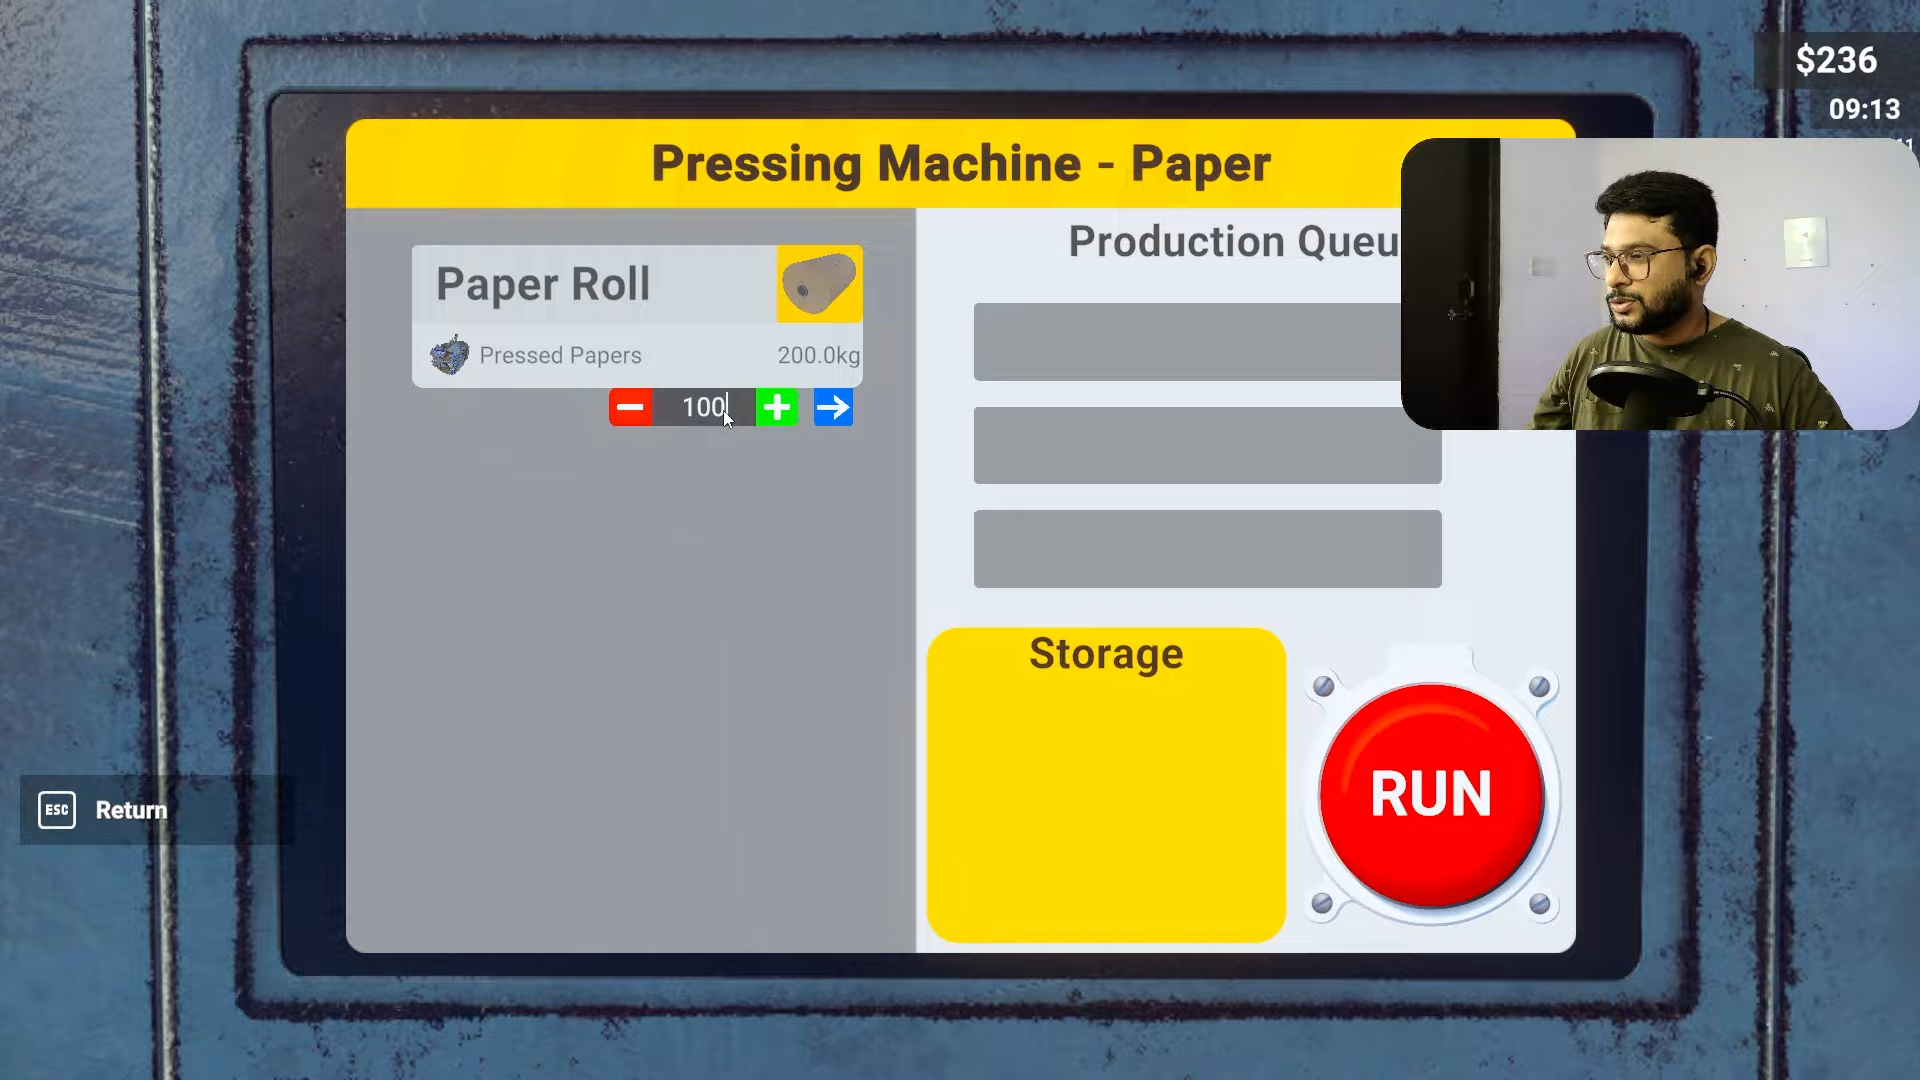 $236
09:13
11
Pressing Machine - Paper
Paper Roll
Pressed Papers 200.0kg
100
Production Queu
Storage
RUN
ESC Return